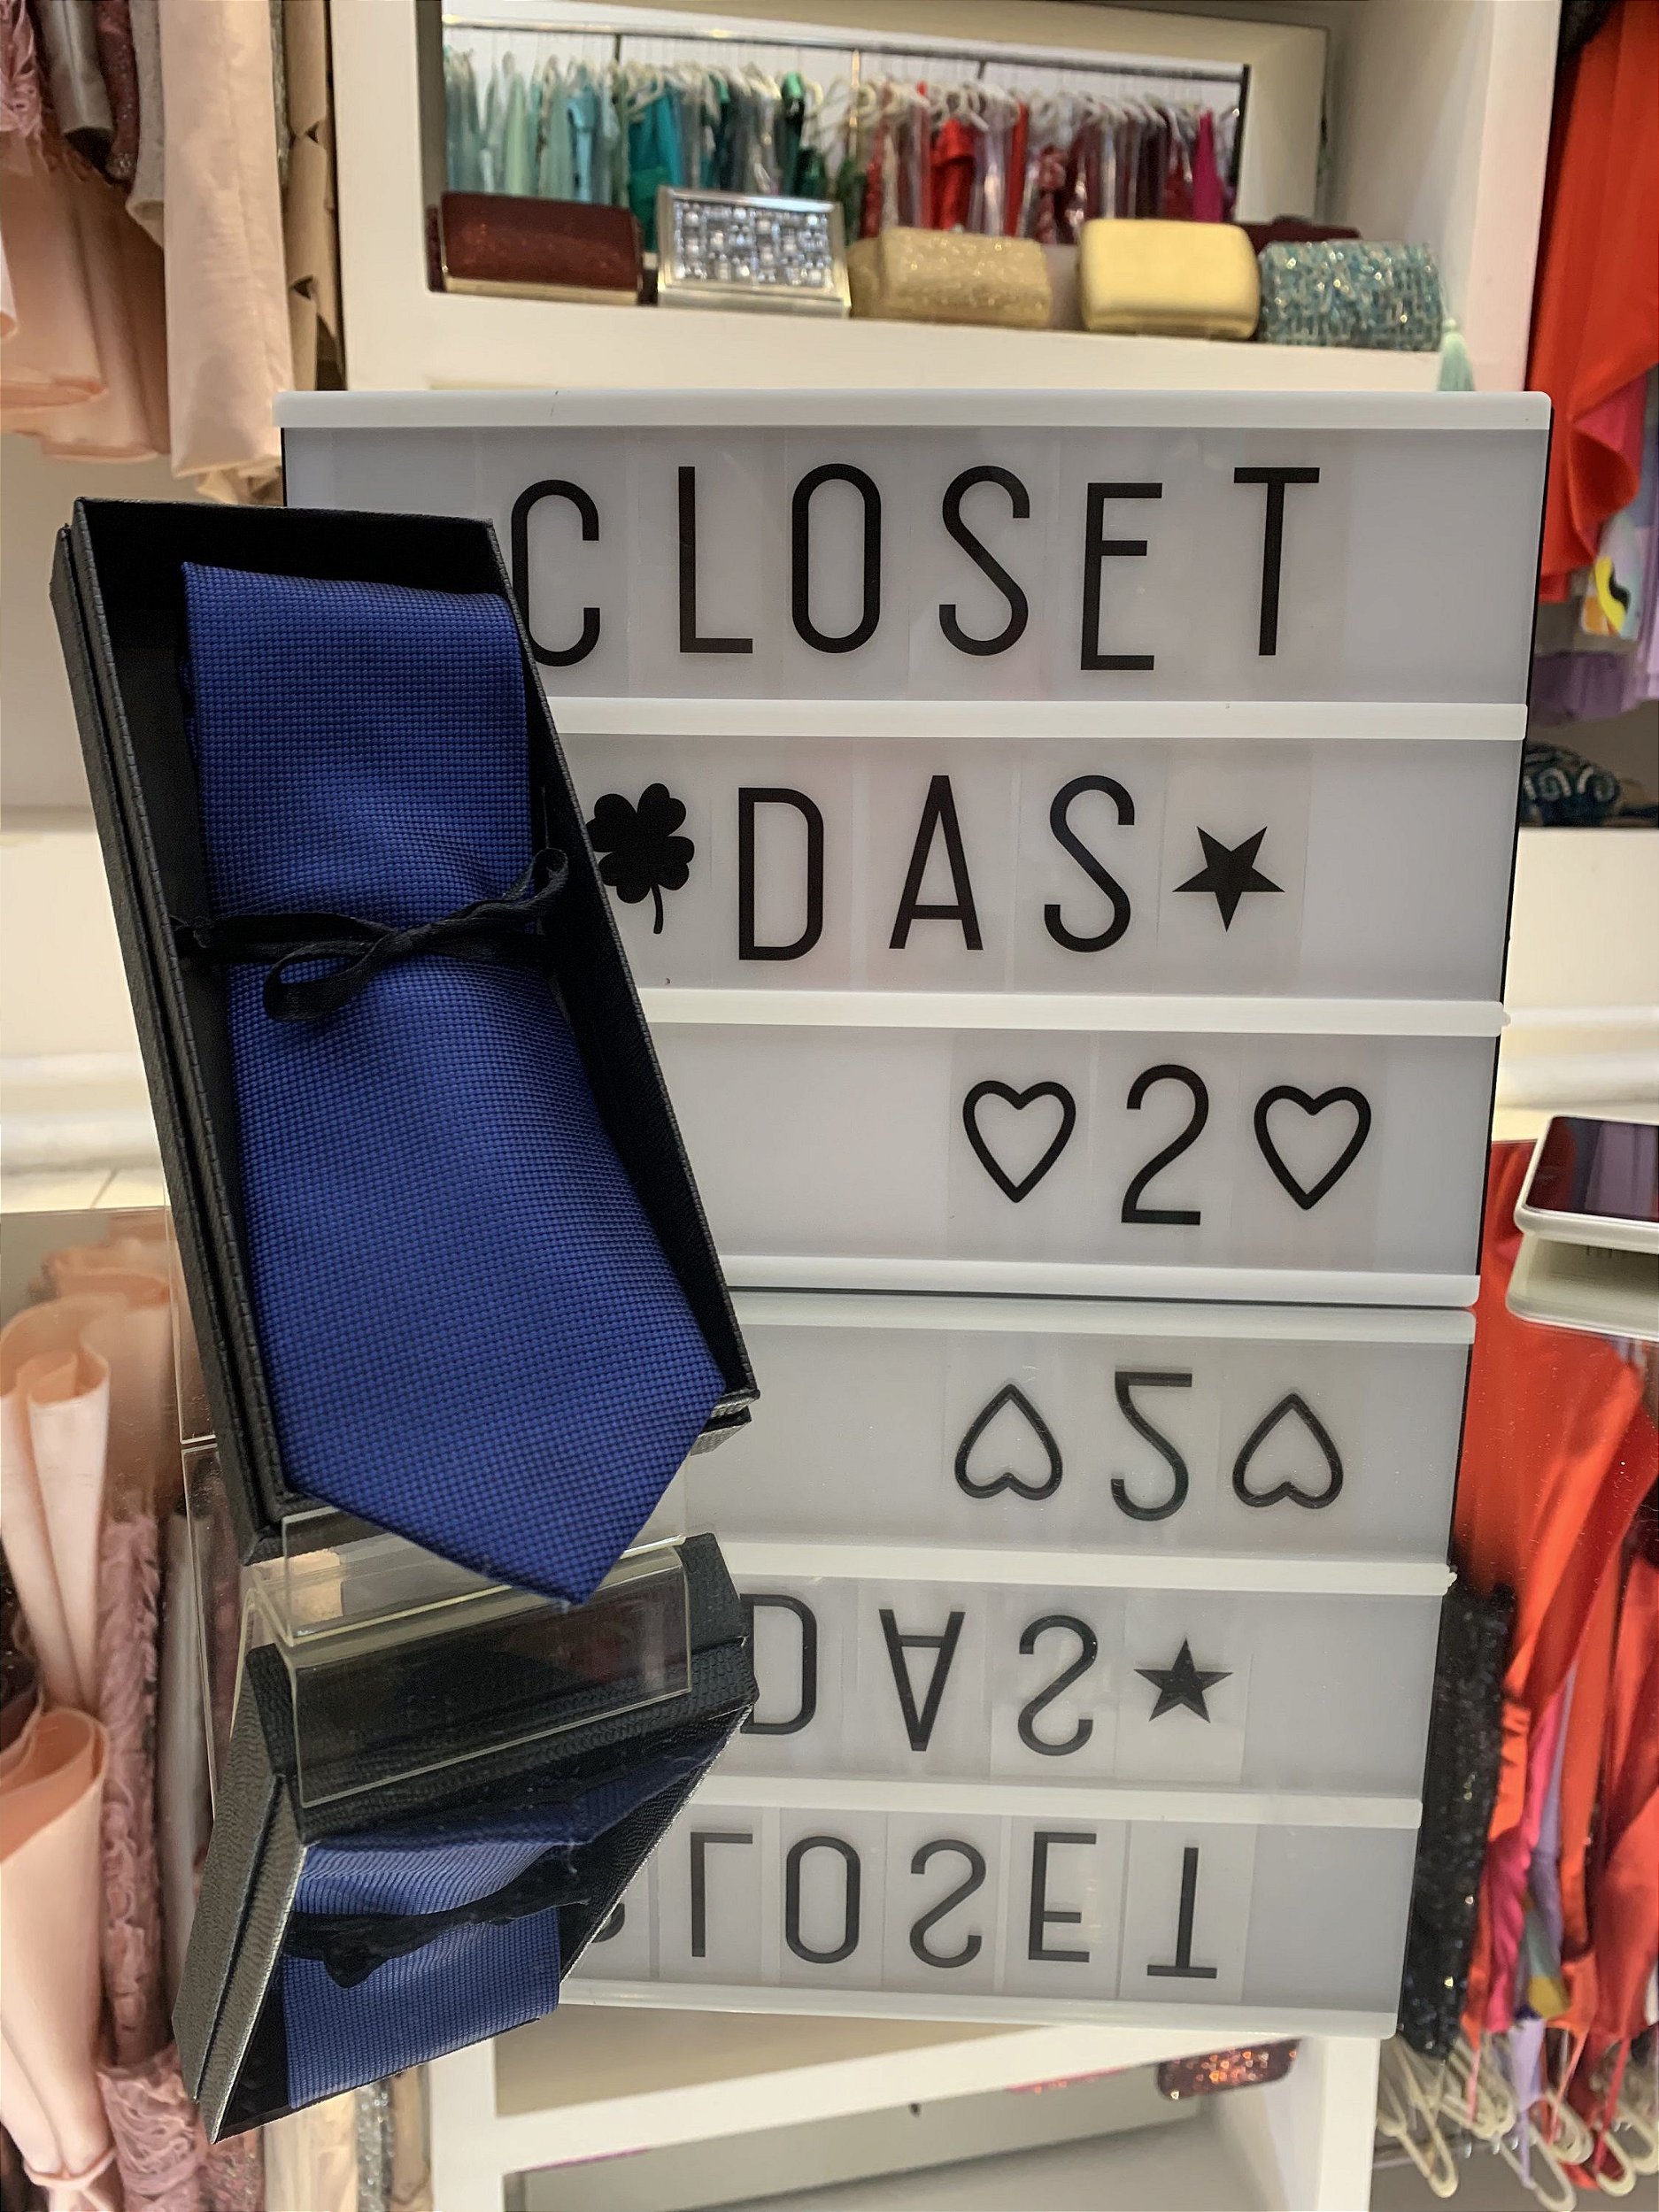 CLOSET
🍀DAS★
♡2♡